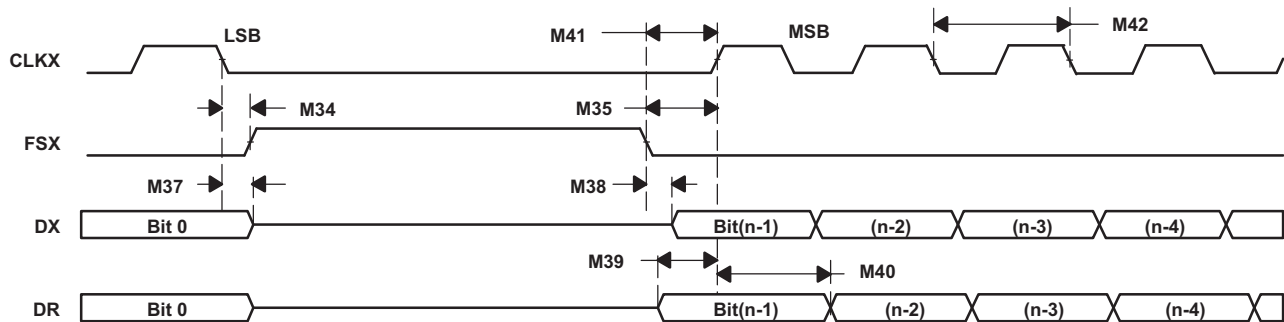 LSB M41 MSB M42
CLKX
M34 M35
FSX
M37 M38
DX Bit 0 Bit(n-1) (n-2) (n-3) (n-4)
M39 M40
DR Bit 0 Bit(n-1) (n-2) (n-3) (n-4)